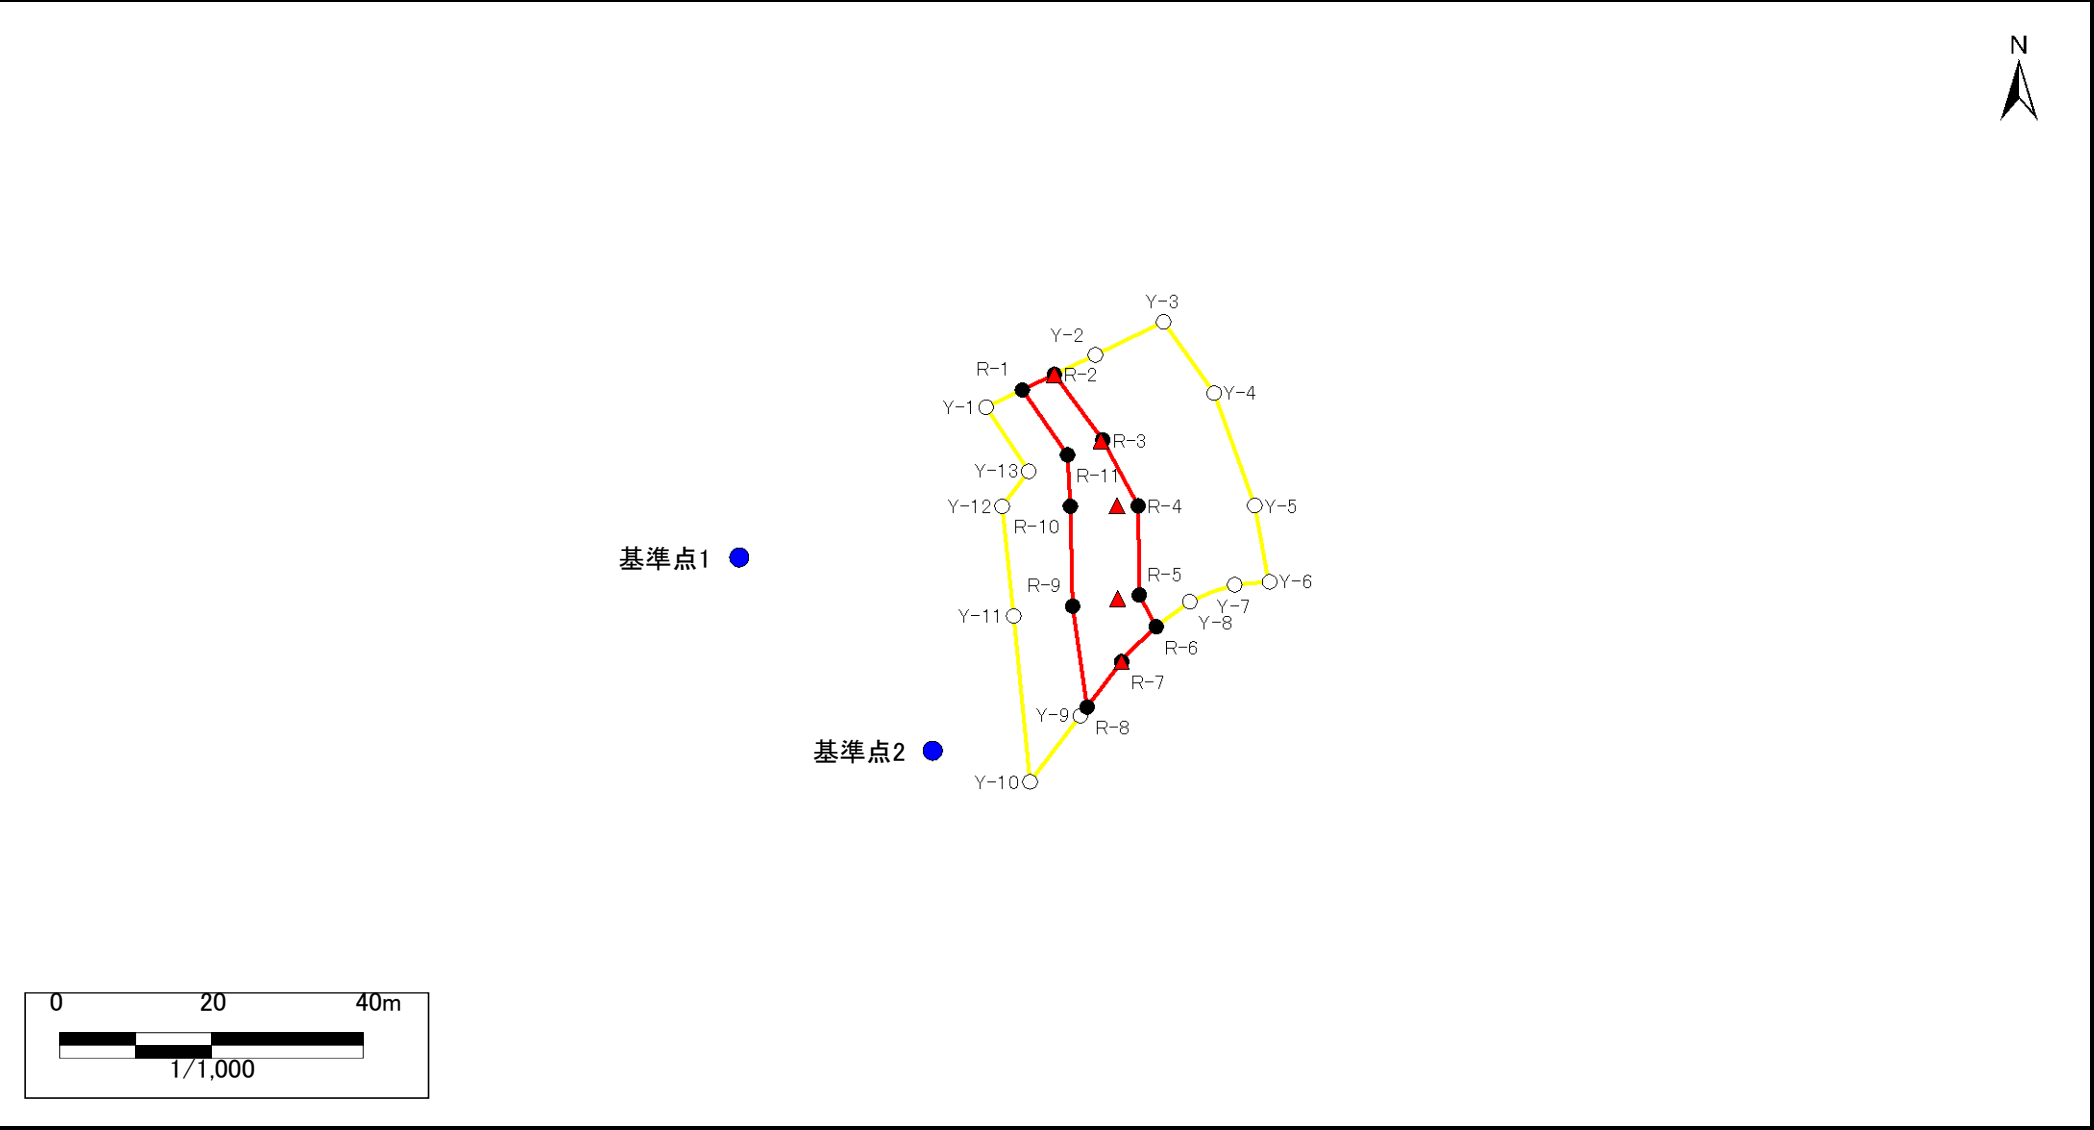 N
Y-3
Y-2
R-1
R-2
Y-4
Y-1
R-3
Y-13
R-11
Y-12
R-4
Y-5
R-10
基準点1
R-5
Y-6
R-9
Y-7
Y-11
Y-8
R-6
R-7
Y-9
R-8
基準点2
Y-10
0 20 40m
1/1,000